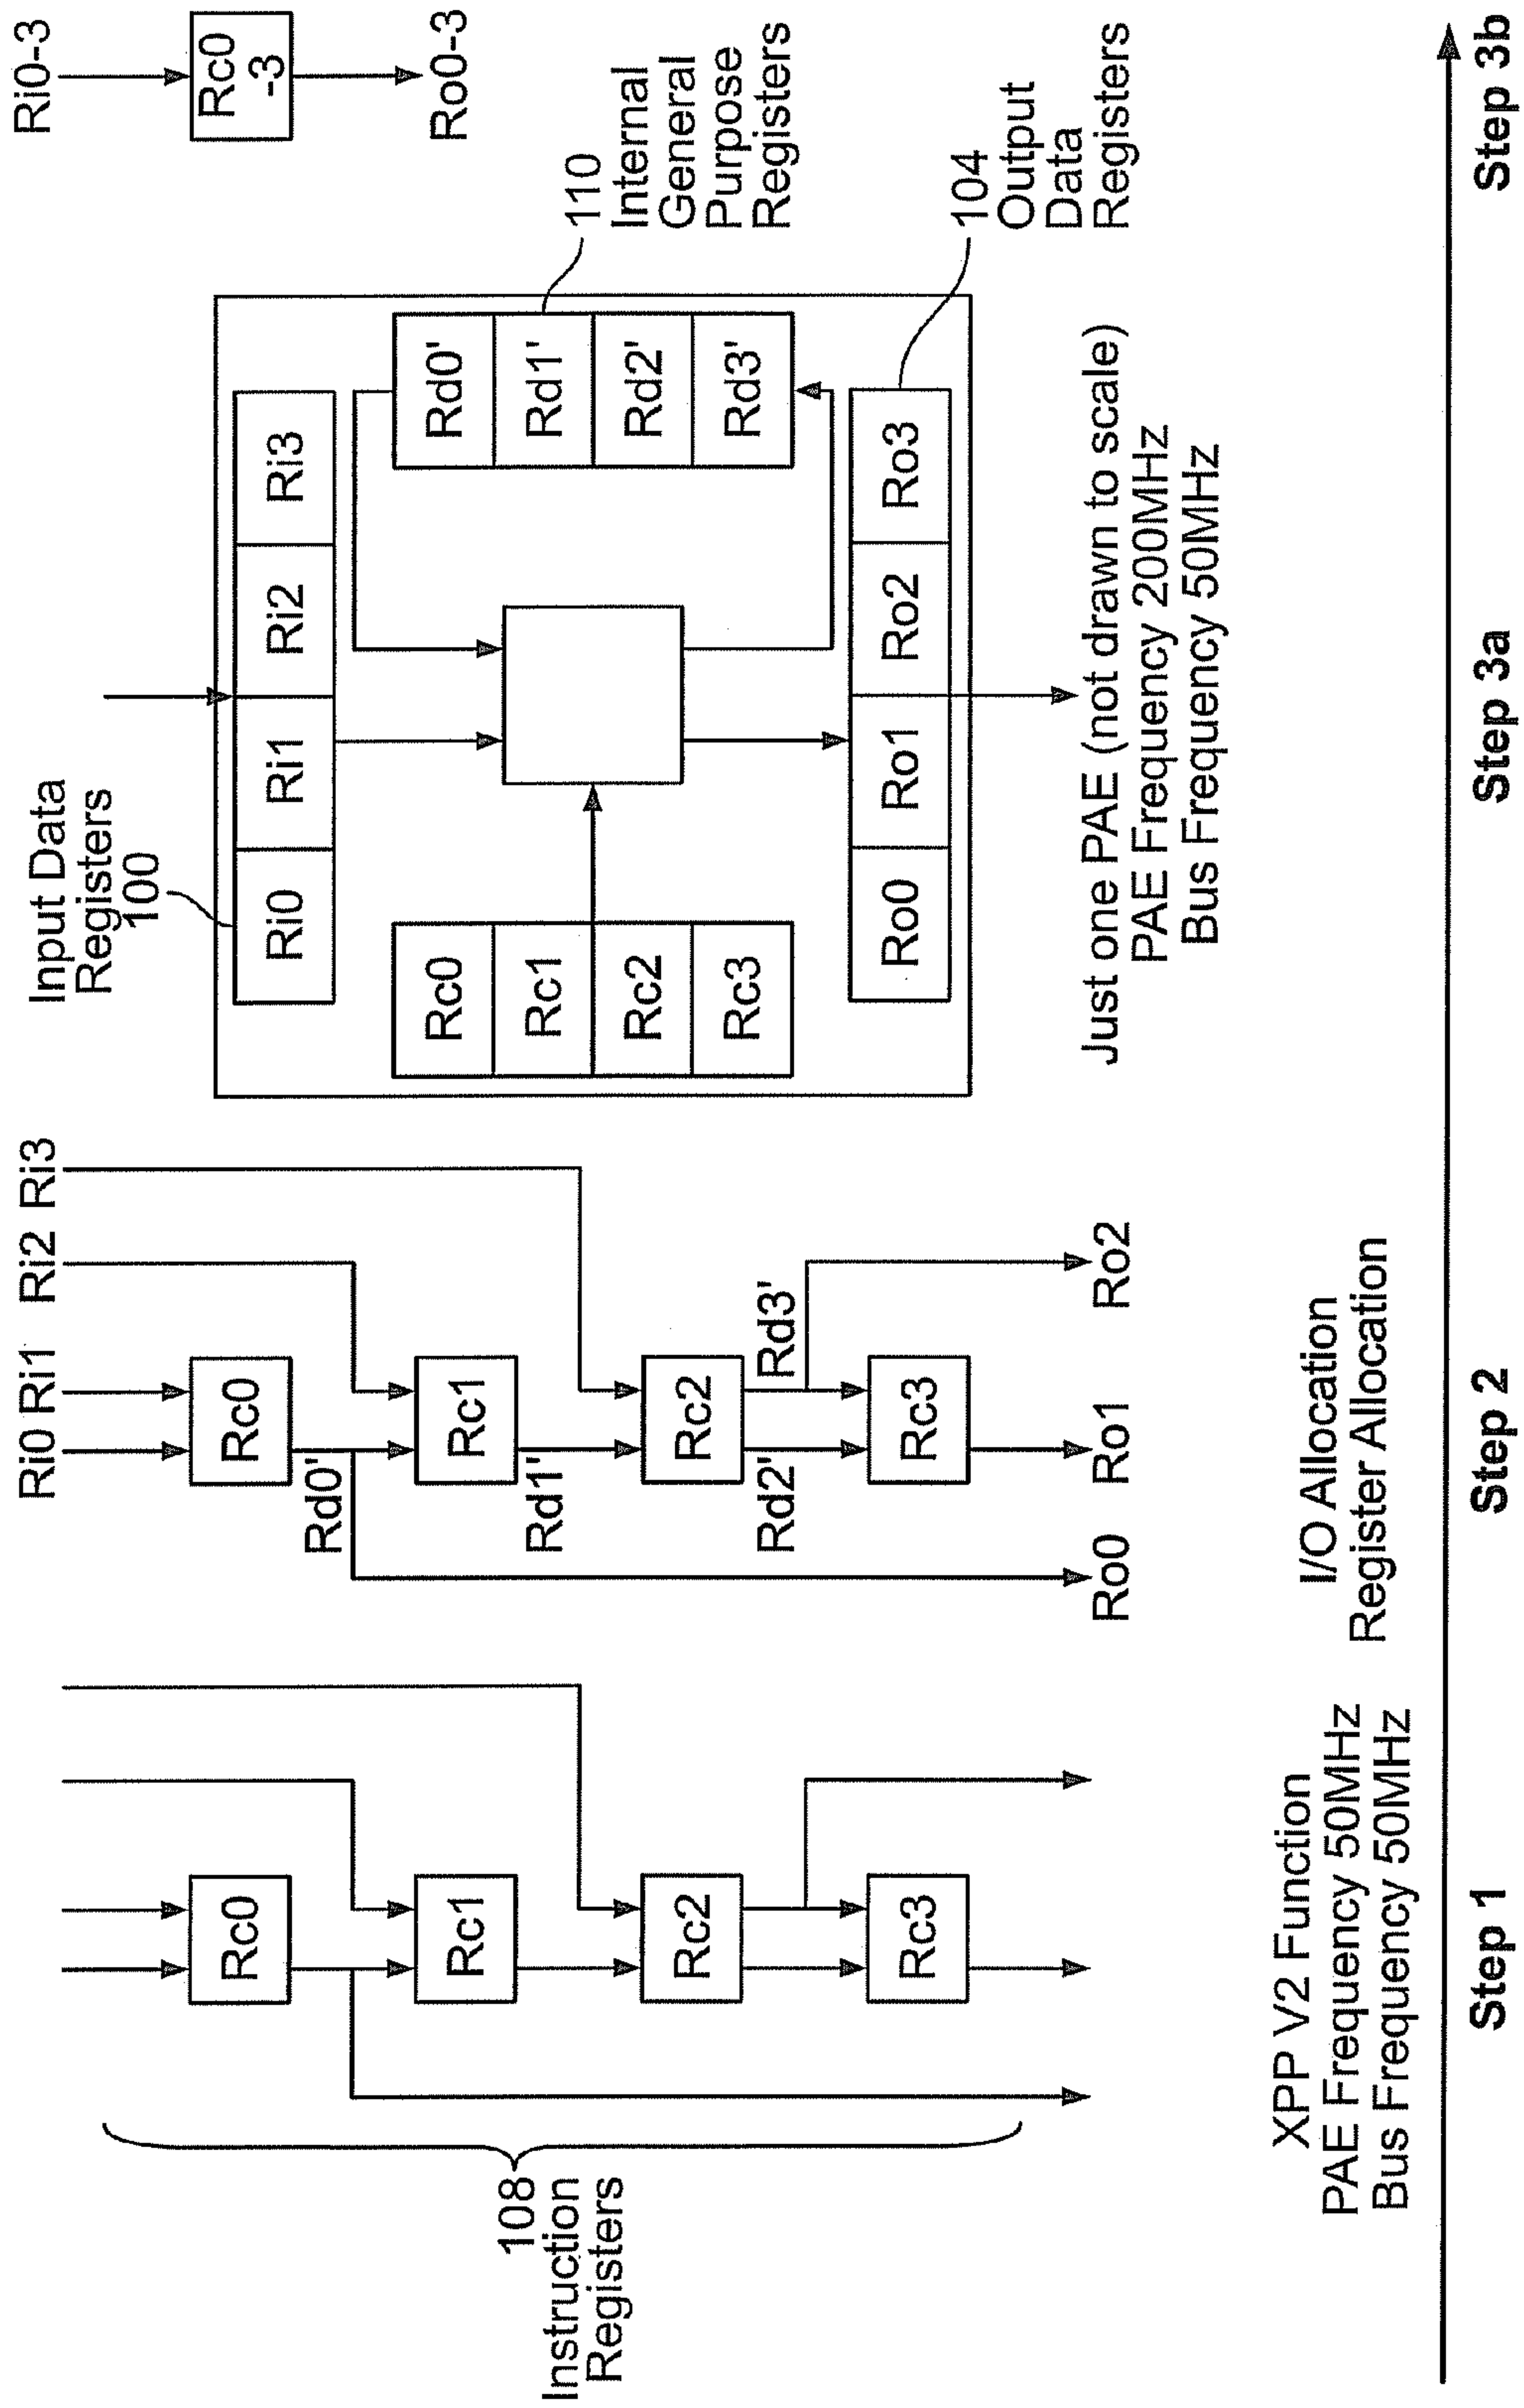 108
Instruction
Registers
Rc0
Rc1
Rc2
Rc3
XPP V2 Function
PAE Frequency 50MHz
Bus Frequency 50MHz
Step 1
Ri0 Ri1 Ri2 Ri3
Rc0
Rd0'
Rc1
Rd1'
Rc2
Rd2'
Rd3'
Rc3
Ro0 Ro1 Ro2
I/O Allocation
Register Allocation
Step 2
Input Data
Registers
100
Ri0 Ri1 Ri2 Ri3
Rc0
Rc1
Rc2
Rc3
Rd0'
Rd1'
Rd2'
Rd3'
Ro0 Ro1 Ro2 Ro3
110
Internal
General
Purpose
Registers
104
Output
Data
Registers
Just one PAE (not drawn to scale)
PAE Frequency 200MHz
Bus Frequency 50MHz
Step 3a
Ri0-3
Rc0
-3
Ro0-3
Step 3b